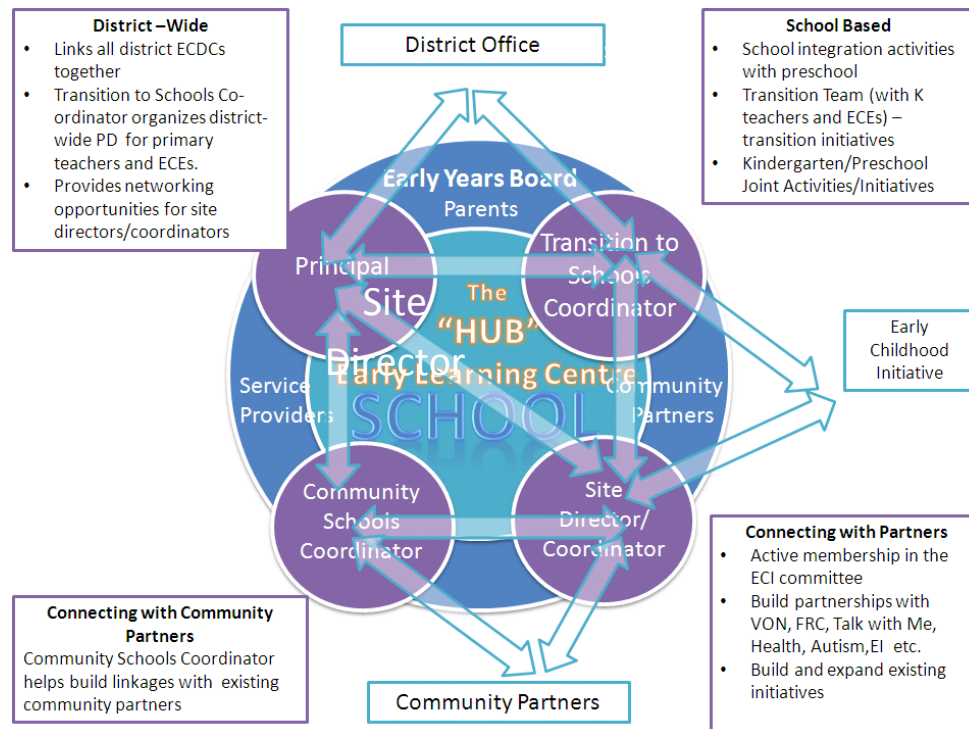 District –Wide
• Links all district ECDCs
together
• Transition to Schools Co-
ordinator organizes district-
wide PD for primary
teachers and ECEs.
• Provides networking
opportunities for site
directors/coordinators
District Office
School Based
• School integration activities
with preschool
• Transition Team (with K
teachers and ECEs) –
transition initiatives
• Kindergarten/Preschool
Joint Activities/Initiatives
Early Years Board
Parents
Principal
Transition to
Schools
Coordinator
Site
Director
The
“HUB”
Early Learning Centre
SCHOOL
Service
Providers
Community
Partners
Early
Childhood
Initiative
Community
Schools
Coordinator
Site
Director/
Coordinator
Connecting with Community
Partners
Community Schools Coordinator
helps build linkages with existing
community partners
Community Partners
Connecting with Partners
• Active membership in the
ECI committee
• Build partnerships with
VON, FRC, Talk with Me,
Health, Autism,EI etc.
• Build and expand existing
initiatives